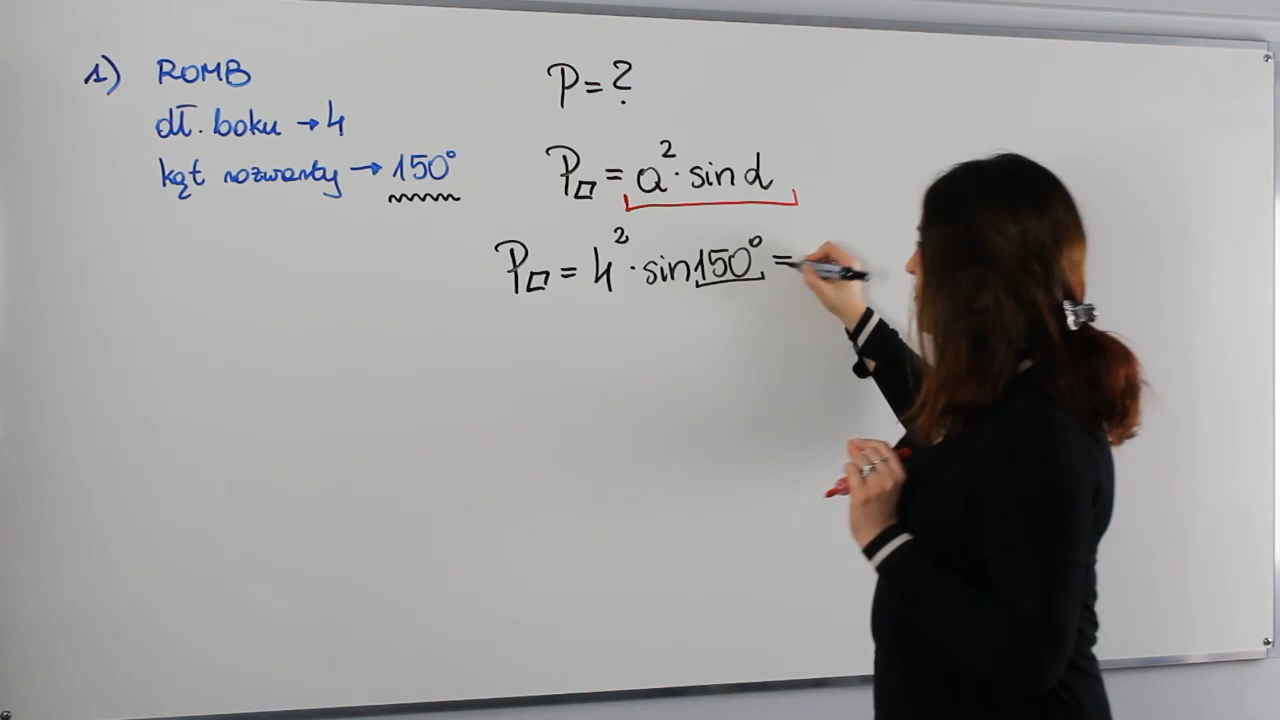 1) ROMB
dł. boku → 4
kąt rozwarty → 150°
P = ?
P▱ = a² · sin α
P▱ = 4² · sin 150° =